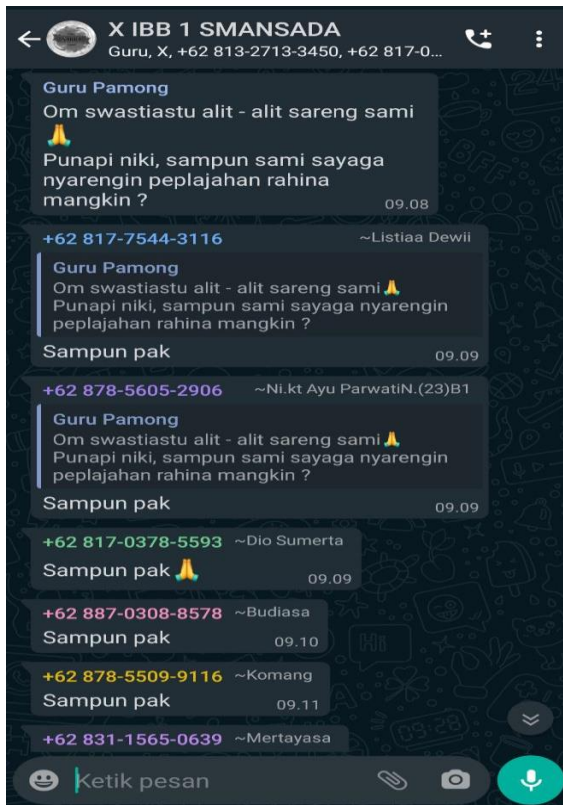 X IBB 1 SMANSADA
Guru, X, +62 813-2713-3450, +62 817-0...
Guru Pamong
Om swastiastu alit - alit sareng sami
🙏
Punapi niki, sampun sami sayaga
nyarengin peplajahan rahina
mangkin ?
09.08
+62 817-7544-3116 ~Listiaa Dewii
Guru Pamong
Om swastiastu alit - alit sareng sami🙏
Punapi niki, sampun sami sayaga nyarengin
peplajahan rahina mangkin ?
Sampun pak 09.09
+62 878-5605-2906 ~Ni.kt Ayu ParwatiN.(23)B1
Guru Pamong
Om swastiastu alit - alit sareng sami🙏
Punapi niki, sampun sami sayaga nyarengin
peplajahan rahina mangkin ?
Sampun pak 09.09
+62 817-0378-5593 ~Dio Sumerta
Sampun pak🙏 09.09
+62 887-0308-8578 ~Budiasa
Sampun pak 09.10
+62 878-5509-9116 ~Komang
Sampun pak 09.11
+62 831-1565-0639 ~Mertayasa
Ketik pesan